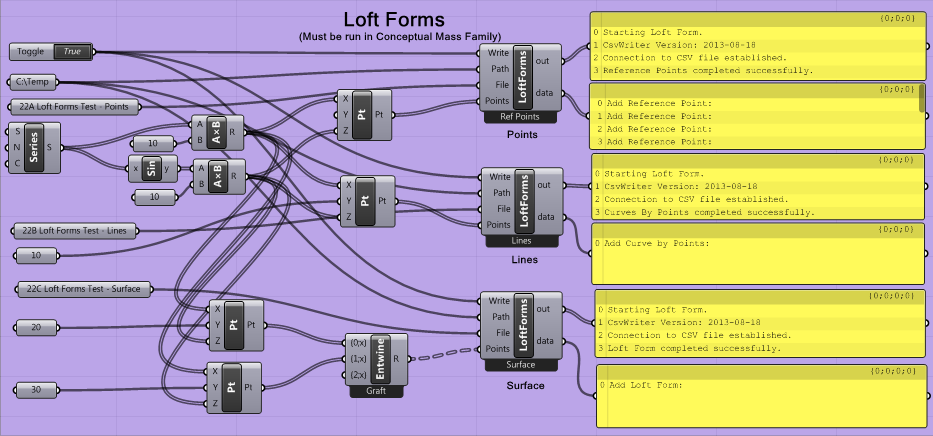 Loft Forms
(Must be run in Conceptual Mass Family)
Toggle True
C:\Temp
22A Loft Forms Test - Points
S
N
C
Series
S
10
A
B
A×B
R
x
Sin
y
10
A
B
A×B
R
22B Loft Forms Test - Lines
10
22C Loft Forms Test - Surface
20
30
X
Y
Z
Pt
Pt
X
Y
Z
Pt
Pt
X
Y
Z
Pt
Pt
X
Y
Z
Pt
Pt
{0;x}
{1;x}
{2;x}
Entwine
R
Graft
Write
Path
File
Points
LoftForms
out
data
Ref Points
Points
Write
Path
File
Points
LoftForms
out
data
Lines
Lines
Write
Path
File
Points
LoftForms
out
data
Surface
Surface
{0;0;0}
0 Starting Loft Form.
1 CsvWriter Version: 2013-08-18
2 Connection to CSV file established.
3 Reference Points completed successfully.
{0;0;0}
0 Add Reference Point:
1 Add Reference Point:
2 Add Reference Point:
3 Add Reference Point:
{0;0;0}
0 Starting Loft Form.
1 CsvWriter Version: 2013-08-18
2 Connection to CSV file established.
3 Curves By Points completed successfully.
{0;0;0}
0 Add Curve by Points:
{0;0;0}
0 Starting Loft Form.
1 CsvWriter Version: 2013-08-18
2 Connection to CSV file established.
3 Loft Form completed successfully.
{0;0;0}
0 Add Loft Form: